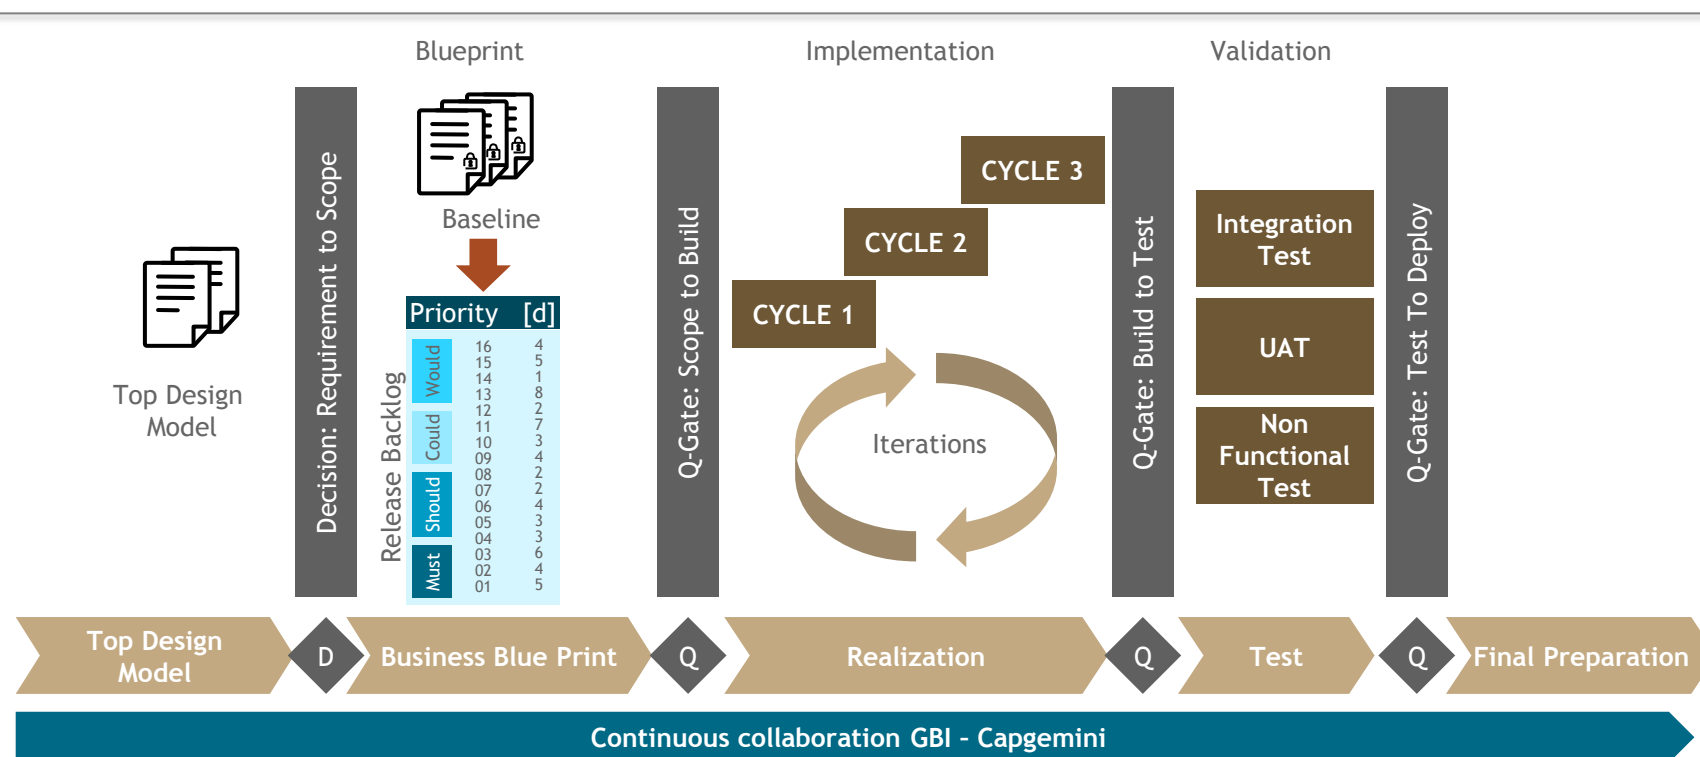 Blueprint
Implementation
Validation
Top Design
Model
Decision: Requirement to Scope
Baseline
Release Backlog
Priority [d]
Would
Could
Should
Must
16 4
15 5
14 1
13 8
12 2
11 7
10 3
09 4
08 2
07 2
06 4
05 3
04 3
03 6
02 4
01 5
Q-Gate: Scope to Build
CYCLE 1
CYCLE 2
CYCLE 3
Iterations
Q-Gate: Build to Test
Integration
Test
UAT
Non
Functional
Test
Q-Gate: Test To Deploy
Top Design
Model
D
Business Blue Print
Q
Realization
Q
Test
Q
Final Preparation
Continuous collaboration GBI – Capgemini